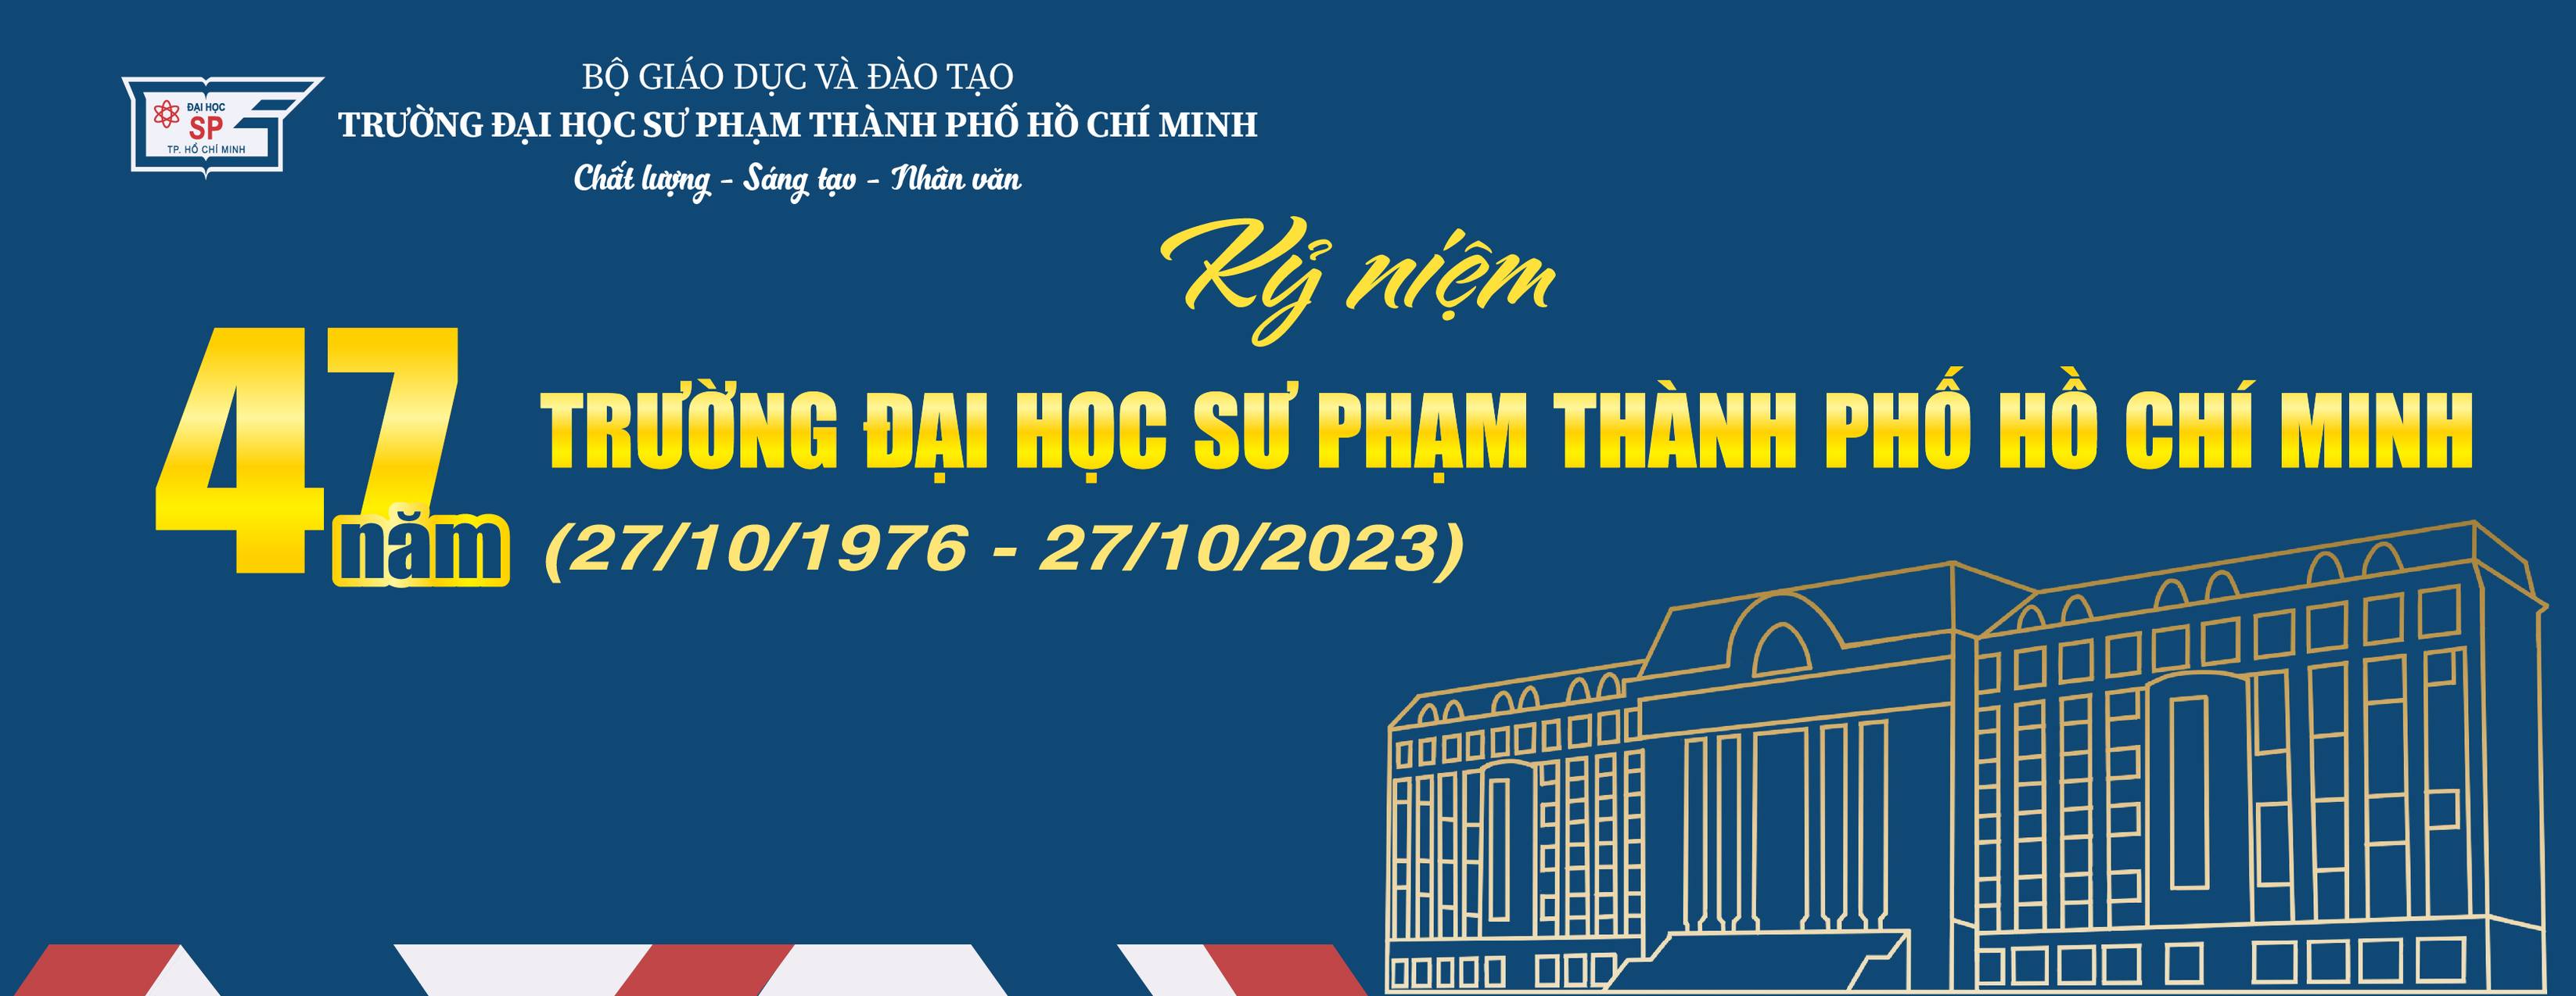 ĐẠI HỌC
SP
TP. HỒ CHÍ MINH
BỘ GIÁO DỤC VÀ ĐÀO TẠO
TRƯỜNG ĐẠI HỌC SƯ PHẠM THÀNH PHỐ HỒ CHÍ MINH
Chất lượng - Sáng tạo - Nhân văn
Kỷ niệm
47 năm
TRƯỜNG ĐẠI HỌC SƯ PHẠM THÀNH PHỐ HỒ CHÍ MINH
(27/10/1976 - 27/10/2023)